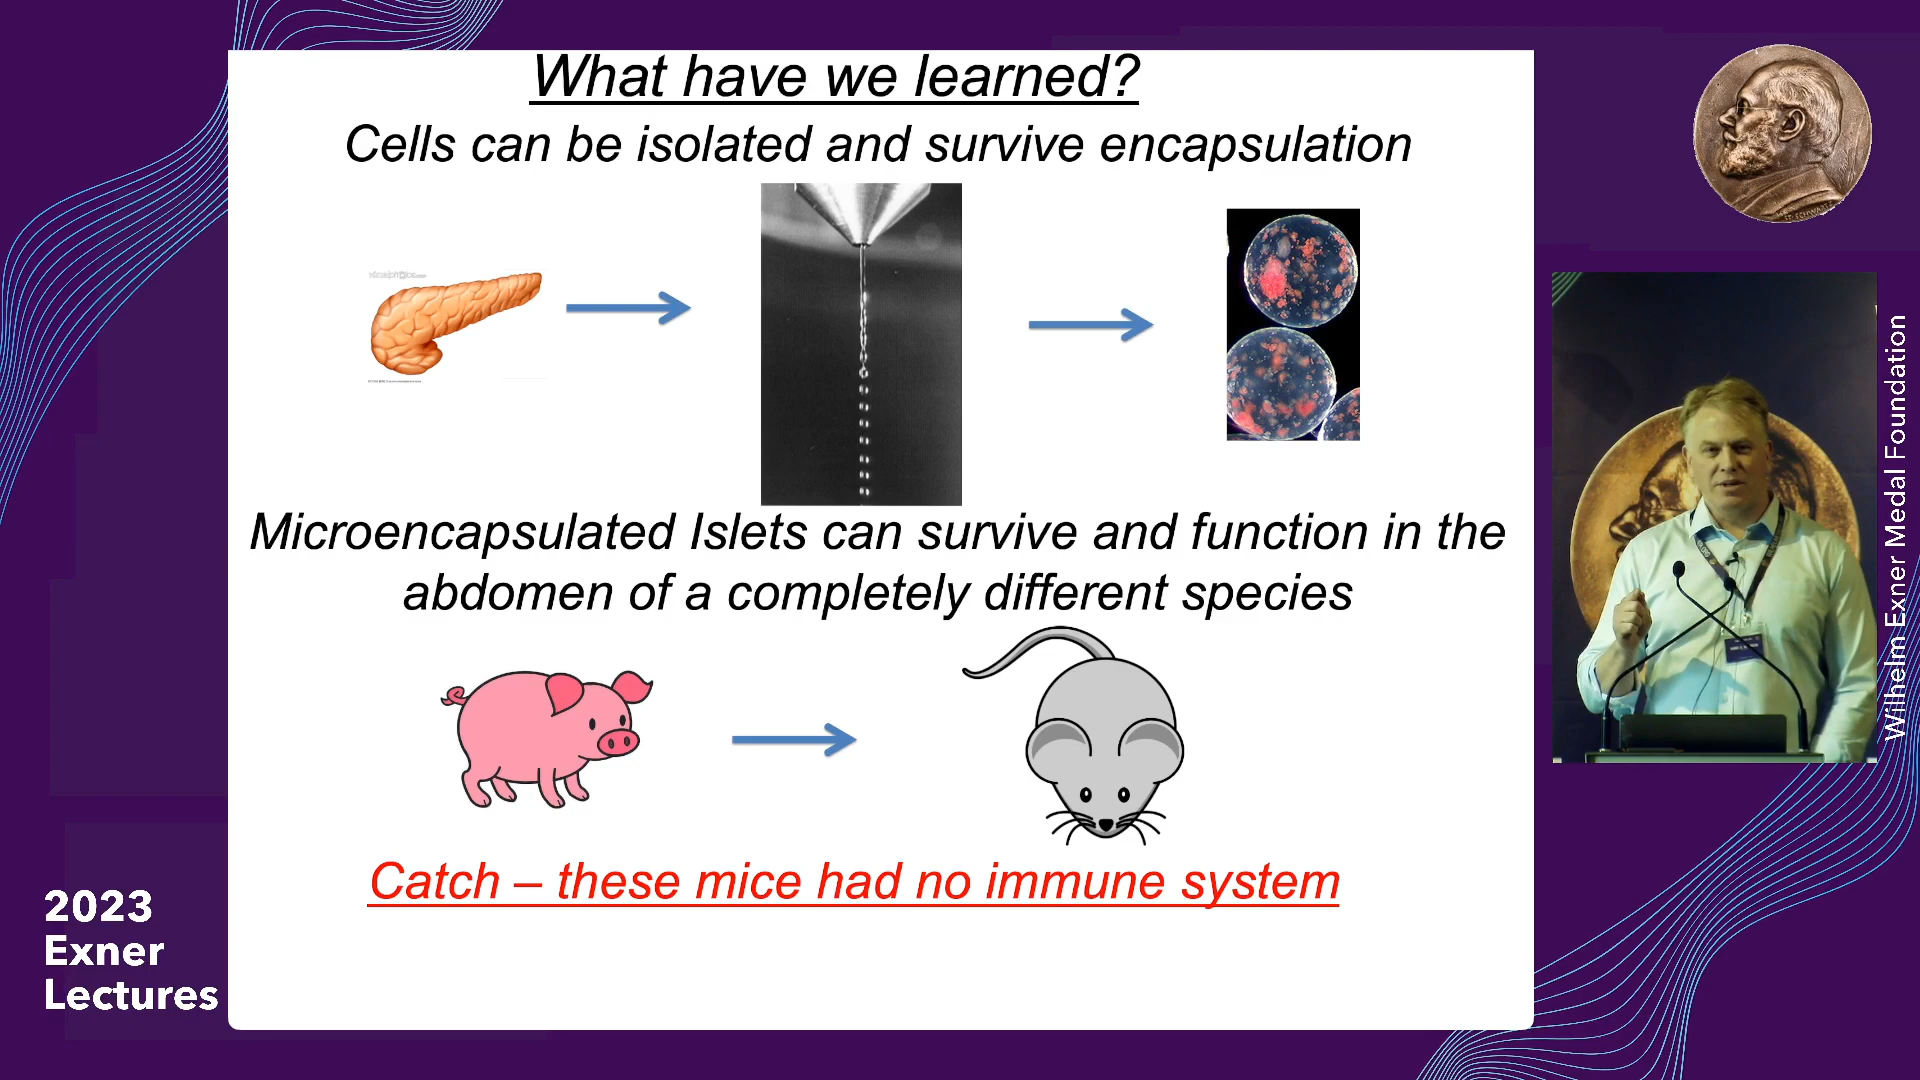 What have we learned?
Cells can be isolated and survive encapsulation
Microencapsulated Islets can survive and function in the
abdomen of a completely different species
Catch – these mice had no immune system
2023
Exner
Lectures
Wilhelm Exner Medal Foundation